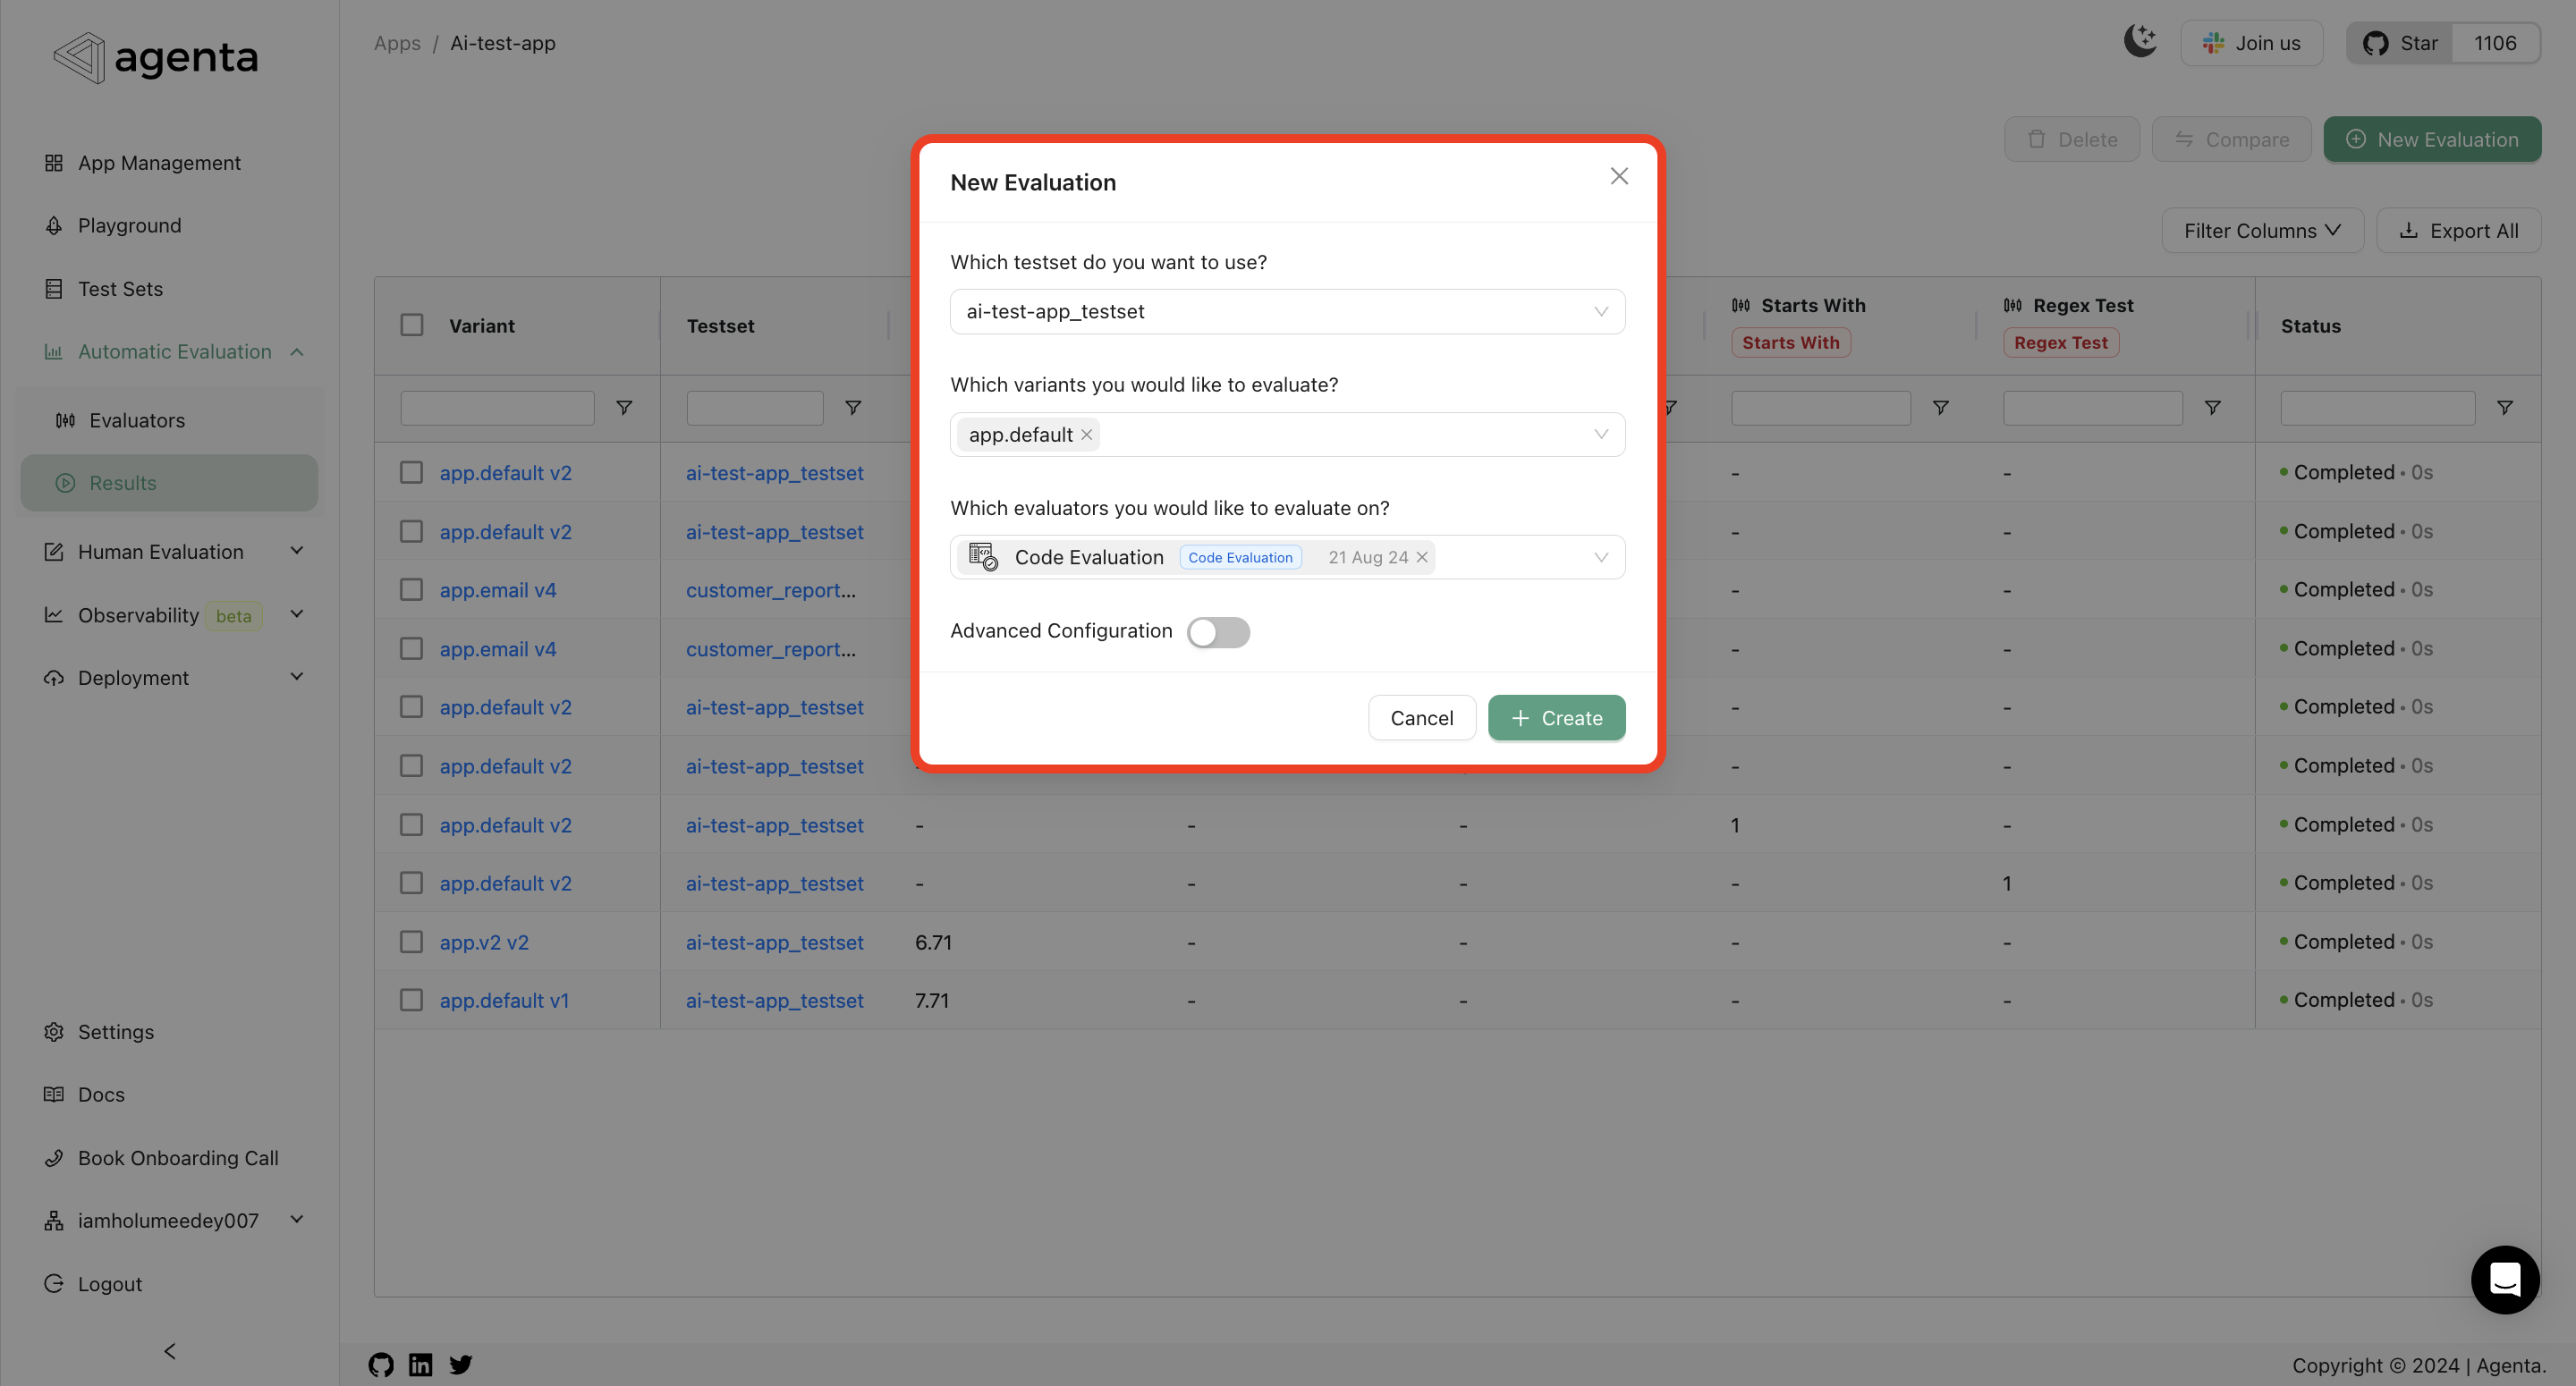 agenta
Apps / Ai-test-app
Join us
Star 1106
App Management
Playground
Test Sets
Automatic Evaluation
Evaluators
Results
Human Evaluation
Observability beta
Deployment
Settings
Docs
Book Onboarding Call
iamholumeedey007
Logout
Delete Compare New Evaluation
Filter Columns Export All
New Evaluation
Which testset do you want to use?
ai-test-app_testset
Which variants you would like to evaluate?
app.default
Which evaluators you would like to evaluate on?
Code Evaluation Code Evaluation 21 Aug 24
Advanced Configuration
Cancel + Create
Variant Testset Starts With Regex Test Status
Starts With Regex Test
app.default v2 ai-test-app_testset - - Completed • 0s
app.default v2 ai-test-app_testset - - Completed • 0s
app.email v4 customer_report... - - Completed • 0s
app.email v4 customer_report... - - Completed • 0s
app.default v2 ai-test-app_testset - - Completed • 0s
app.default v2 ai-test-app_testset - - Completed • 0s
app.default v2 ai-test-app_testset - - - 1 - Completed • 0s
app.default v2 ai-test-app_testset - - - - 1 Completed • 0s
app.v2 v2 ai-test-app_testset 6.71 - - - - Completed • 0s
app.default v1 ai-test-app_testset 7.71 - - - - Completed • 0s
in
Copyright © 2024 | Agenta.